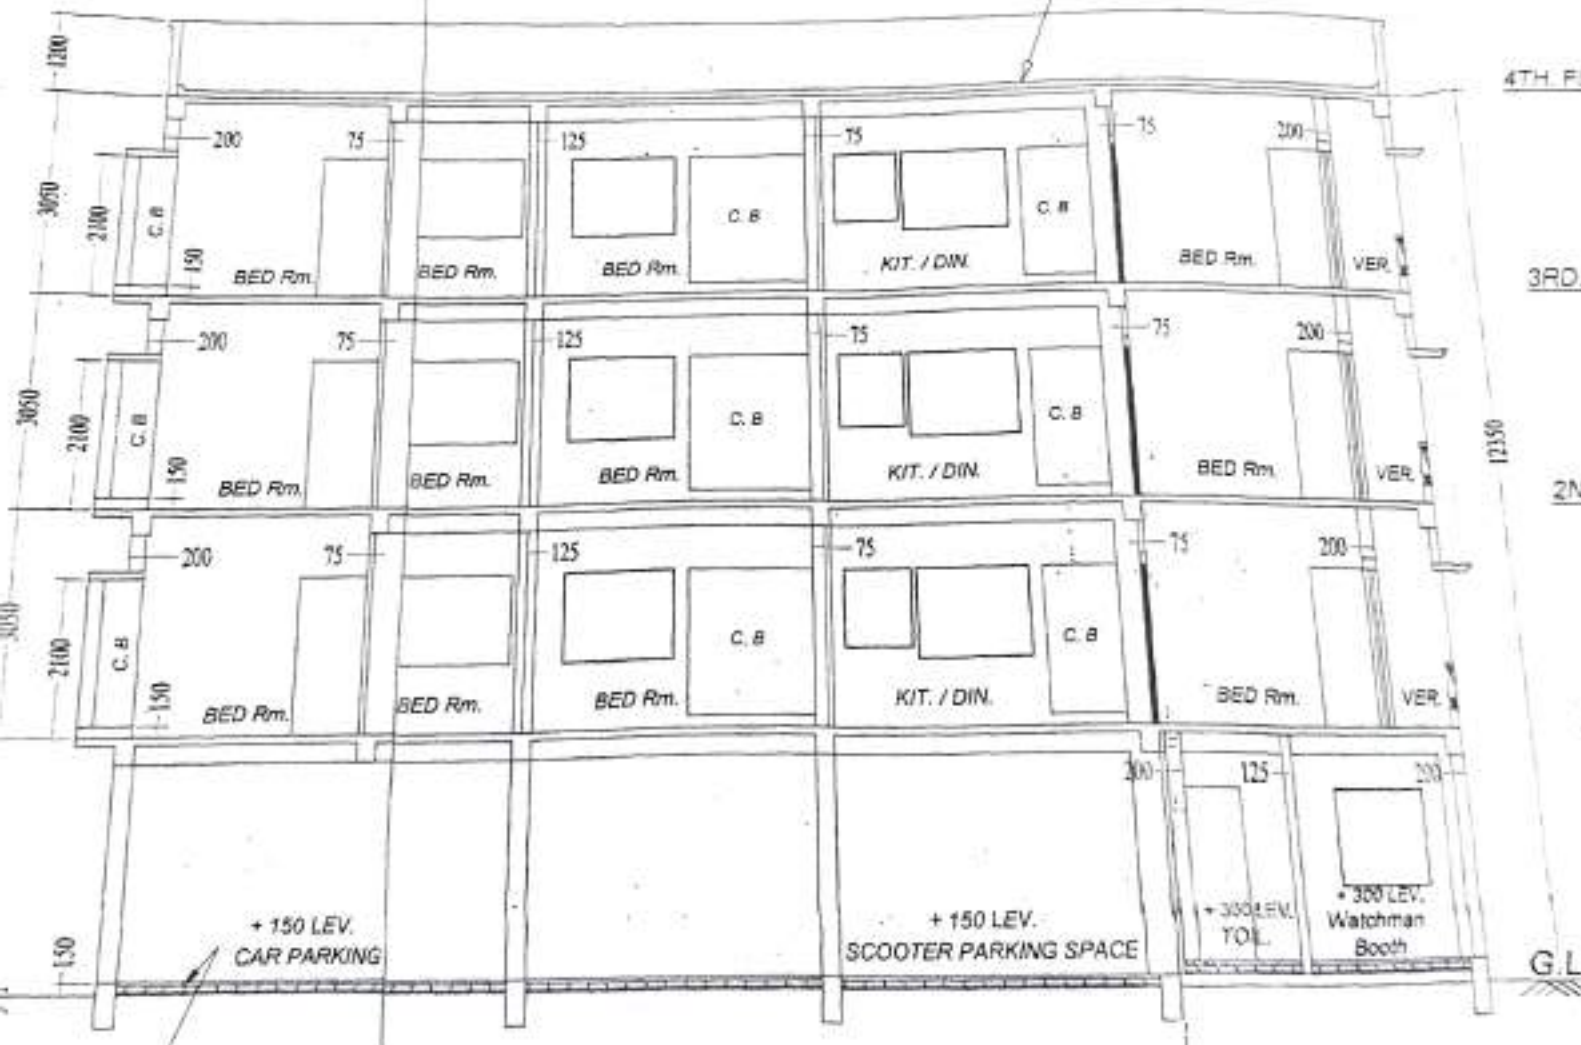 1200
4TH. F
200
75
125
75
75
200
3050
2100
C. B
150
C. B
C. B
BED Rm.
BED Rm.
BED Rm.
KIT. / DIN.
BED Rm.
VER.
3RD.
200
75
125
75
75
200
3050
2100
C. B
150
C. B
C. B
12350
BED Rm.
BED Rm.
BED Rm.
KIT. / DIN.
BED Rm.
VER.
2N
200
75
125
75
75
200
3050
2100
C. B
150
C. B
C. B
BED Rm.
BED Rm.
BED Rm.
KIT. / DIN.
BED Rm.
VER.
200
125
200
150
+ 150 LEV.
CAR PARKING
+ 150 LEV.
SCOOTER PARKING SPACE
+ 300 LEV.
TOIL.
+ 300 LEV.
Watchman
Booth
G.L